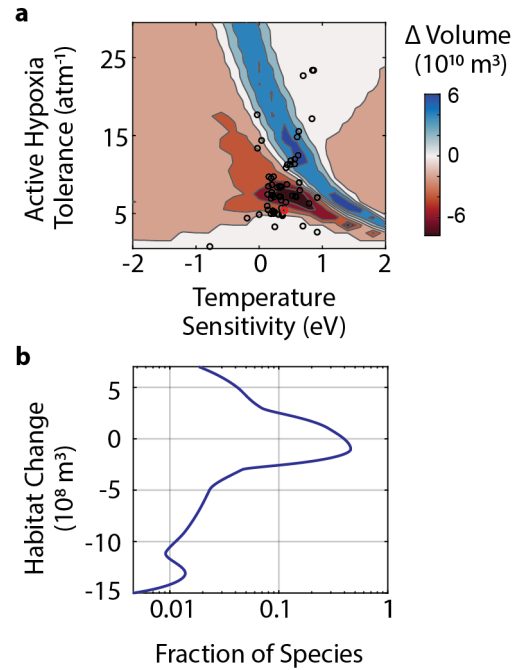 a
Δ Volume
(10¹⁰ m³)
Active Hypoxia
Tolerance (atm⁻¹)
25
15
5
-2
-1
0
1
2
6
0
-6
Temperature
Sensitivity (eV)
b
Habitat Change
(10⁸ m³)
5
0
-5
-10
-15
0.01
0.1
1
Fraction of Species